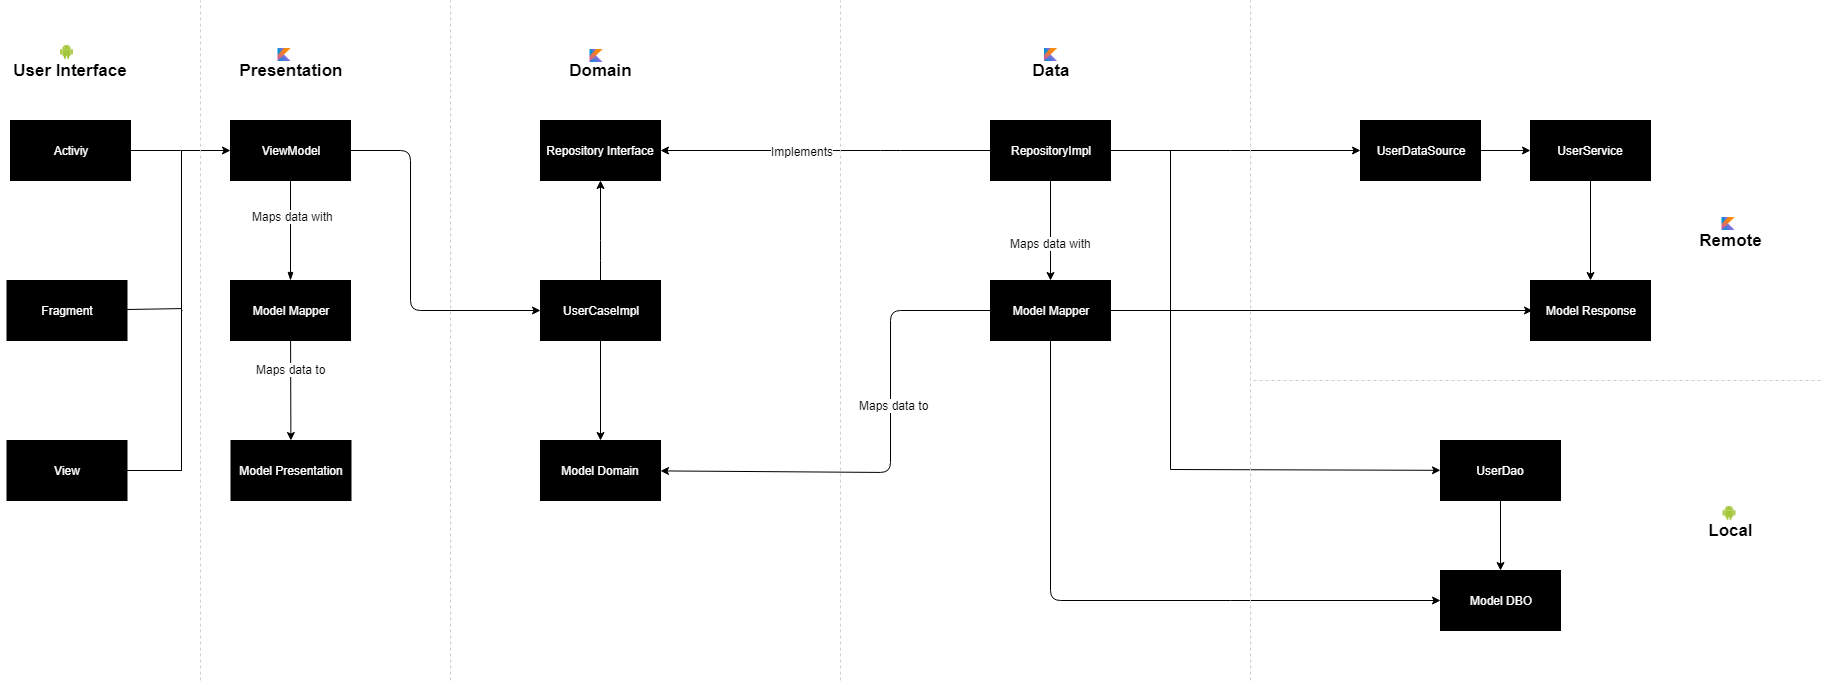 User Interface
Presentation
Domain
Data
Activiy
ViewModel
Repository Interface
Implements
RepositoryImpl
UserDataSource
UserService
Maps data with
Maps data with
Remote
Fragment
Model Mapper
UserCaseImpl
Model Mapper
Model Response
Maps data to
Maps data to
View
Model Presentation
Model Domain
UserDao
Local
Model DBO